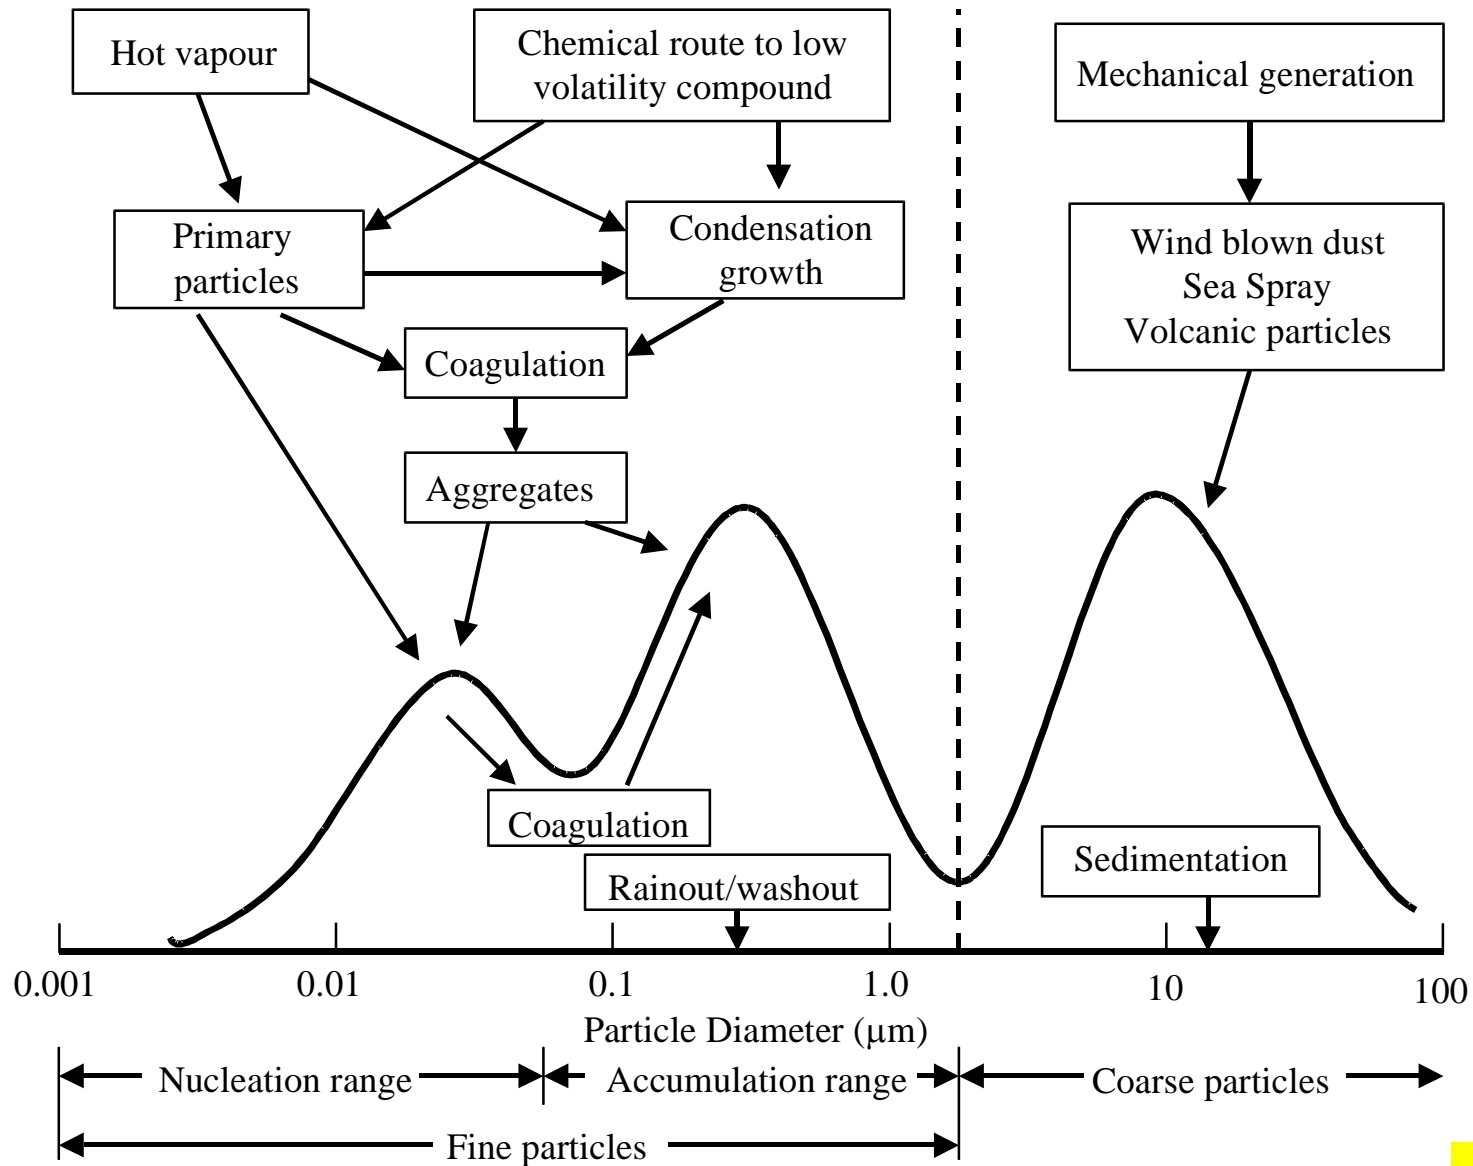 Hot vapour
Chemical route to low
volatility compound
Mechanical generation
Primary
particles
Condensation
growth
Wind blown dust
Sea Spray
Volcanic particles
Coagulation
Aggregates
Coagulation
Rainout/washout
Sedimentation
0.001
0.01
0.1
1.0
10
100
Particle Diameter (μm)
Nucleation range
Accumulation range
Coarse particles
Fine particles